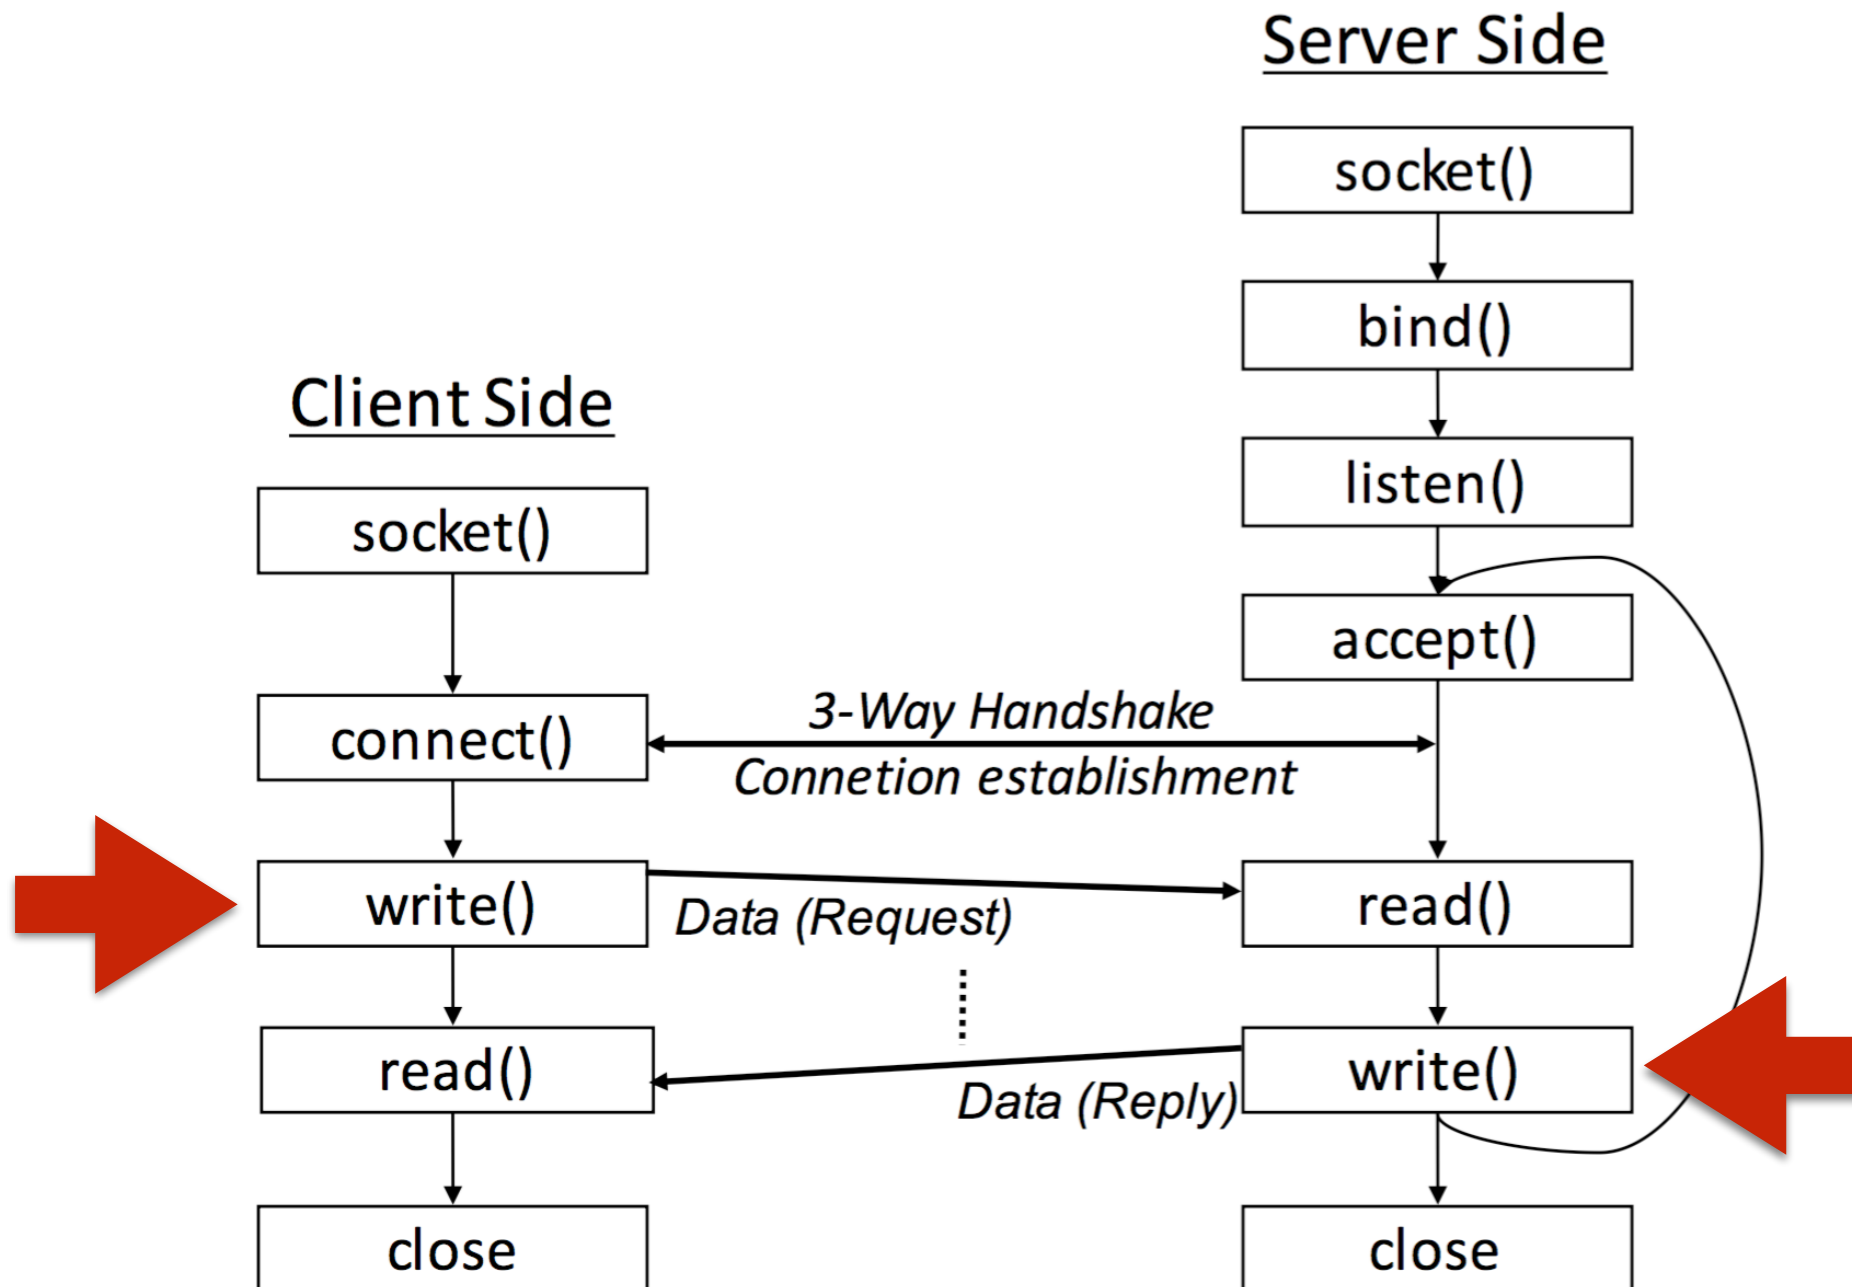 Server Side
socket()
bind()
listen()
accept()
Client Side
socket()
connect()
3-Way Handshake
Connetion establishment
write()
Data (Request)
read()
read()
Data (Reply)
write()
close
close